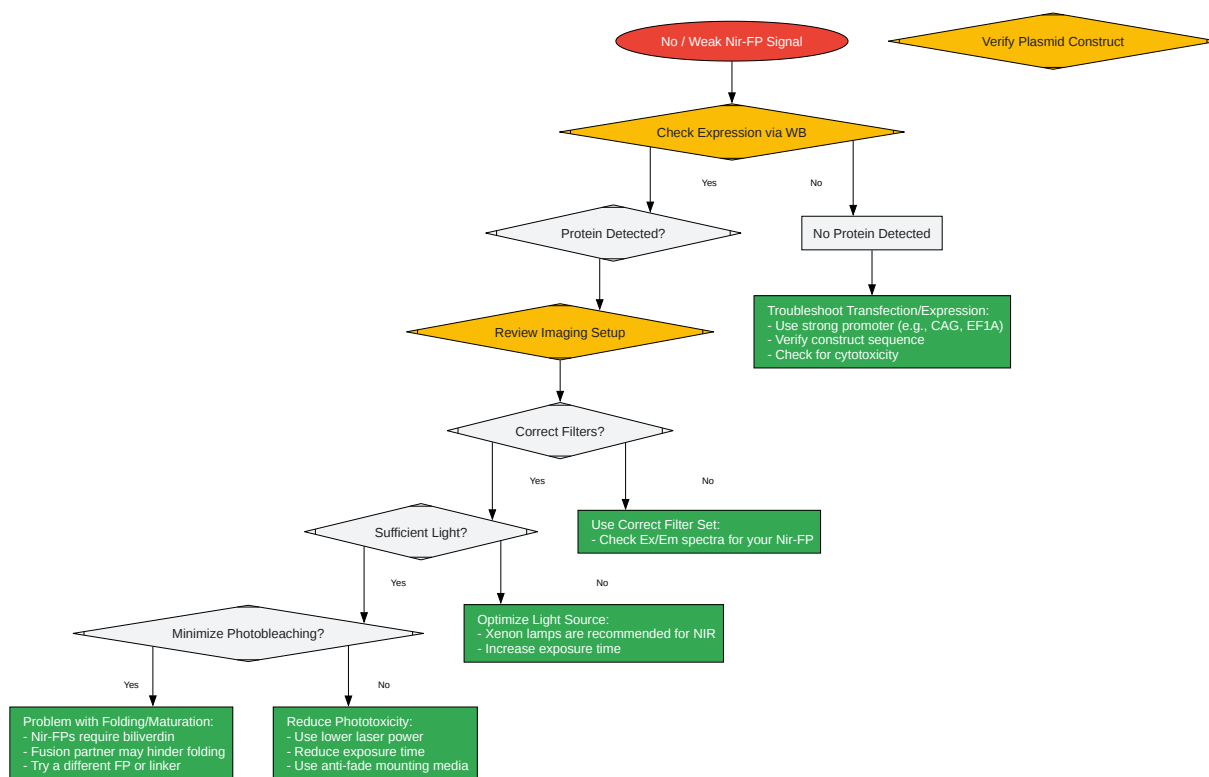 No / Weak Nir-FP Signal
Verify Plasmid Construct
Check Expression via WB
Yes
No
Protein Detected?
No Protein Detected
Review Imaging Setup
Troubleshoot Transfection/Expression:
- Use strong promoter (e.g., CAG, EF1A)
- Verify construct sequence
- Check for cytotoxicity
Correct Filters?
Yes
No
Sufficient Light?
Use Correct Filter Set:
- Check Ex/Em spectra for your Nir-FP
Yes
No
Minimize Photobleaching?
Optimize Light Source:
- Xenon lamps are recommended for NIR
- Increase exposure time
Yes
No
Problem with Folding/Maturation:
- Nir-FPs require biliverdin
- Fusion partner may hinder folding
- Try a different FP or linker
Reduce Phototoxicity:
- Use lower laser power
- Reduce exposure time
- Use anti-fade mounting media